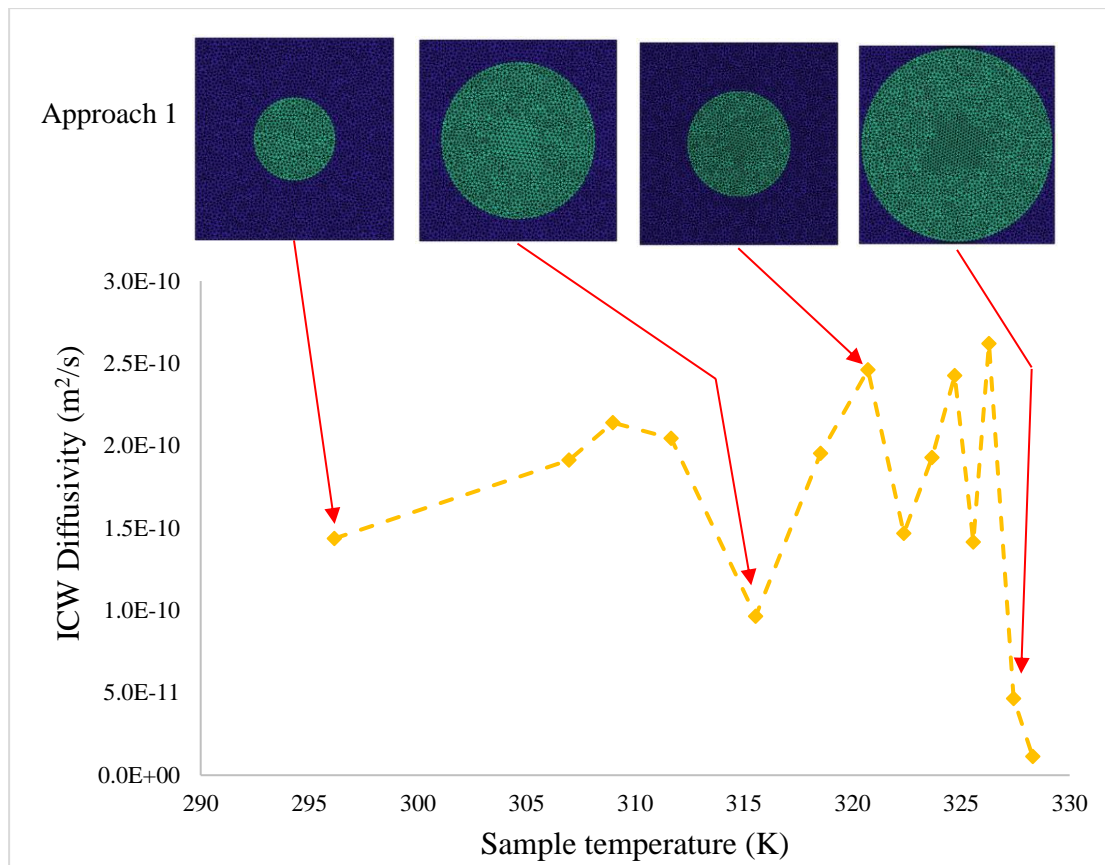 Approach 1
3.0E-10
2.5E-10
2.0E-10
1.5E-10
1.0E-10
5.0E-11
0.0E+00
ICW Diffusivity (m²/s)
290 295 300 305 310 315 320 325 330
Sample temperature (K)